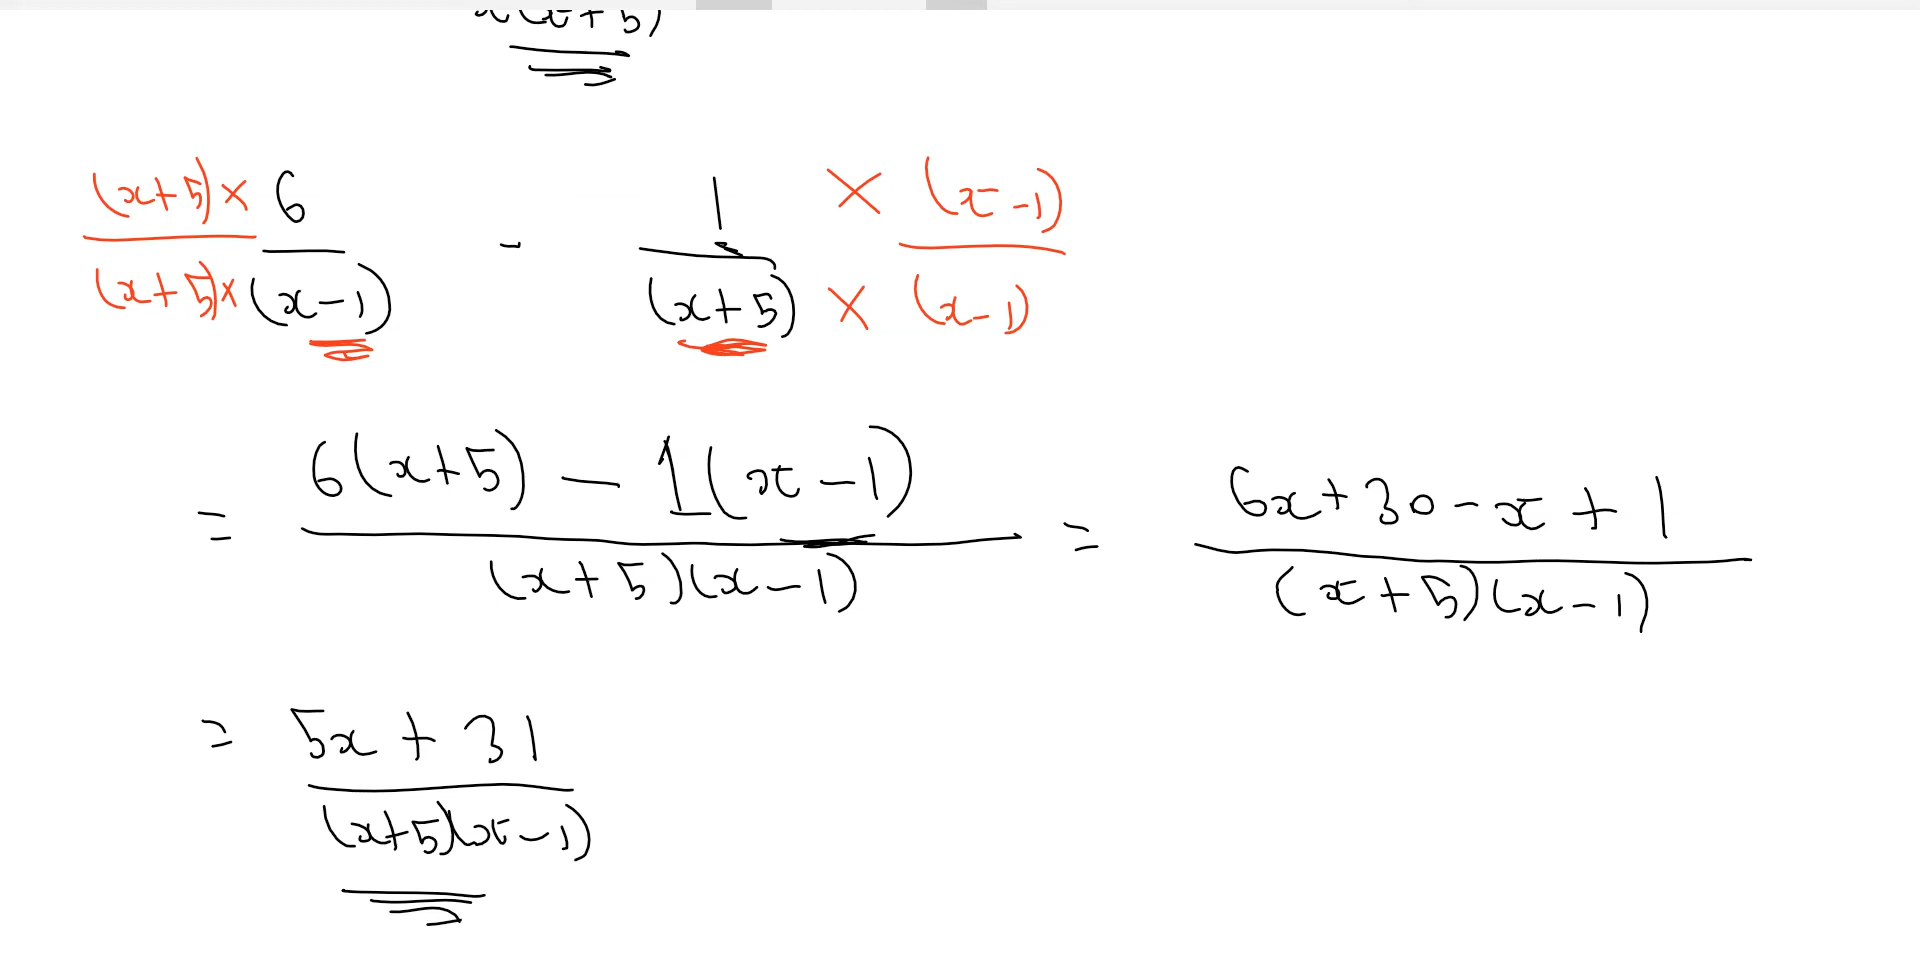 x(x+5)
(x+5)× 6 / (x+5)×(x-1) - 1 / (x+5) × (x-1) / × (x-1)
= 6(x+5) - 1(x-1) / (x+5)(x-1) = 6x+30-x+1 / (x+5)(x-1)
= 5x+31 / (x+5)(x-1)